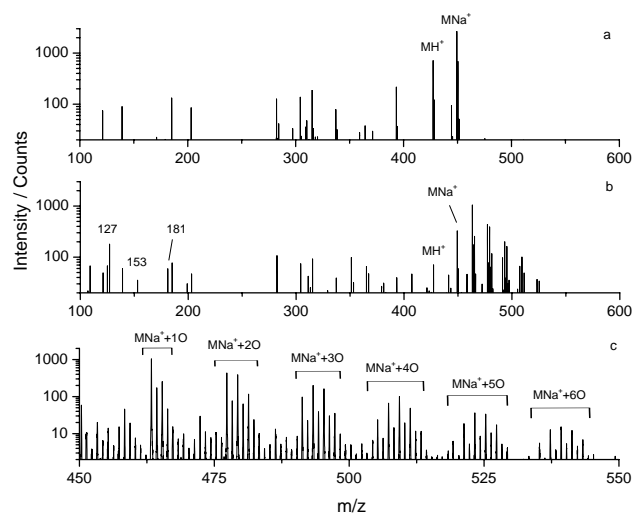 a
MNa⁺
MH⁺
1000
100
100 200 300 400 500 600
b
MNa⁺
127
181
153
MH⁺
1000
100
100 200 300 400 500 600
Intensity / Counts
c
MNa⁺+1O
MNa⁺+2O
MNa⁺+3O
MNa⁺+4O
MNa⁺+5O
MNa⁺+6O
1000
100
10
450 475 500 525 550
m/z